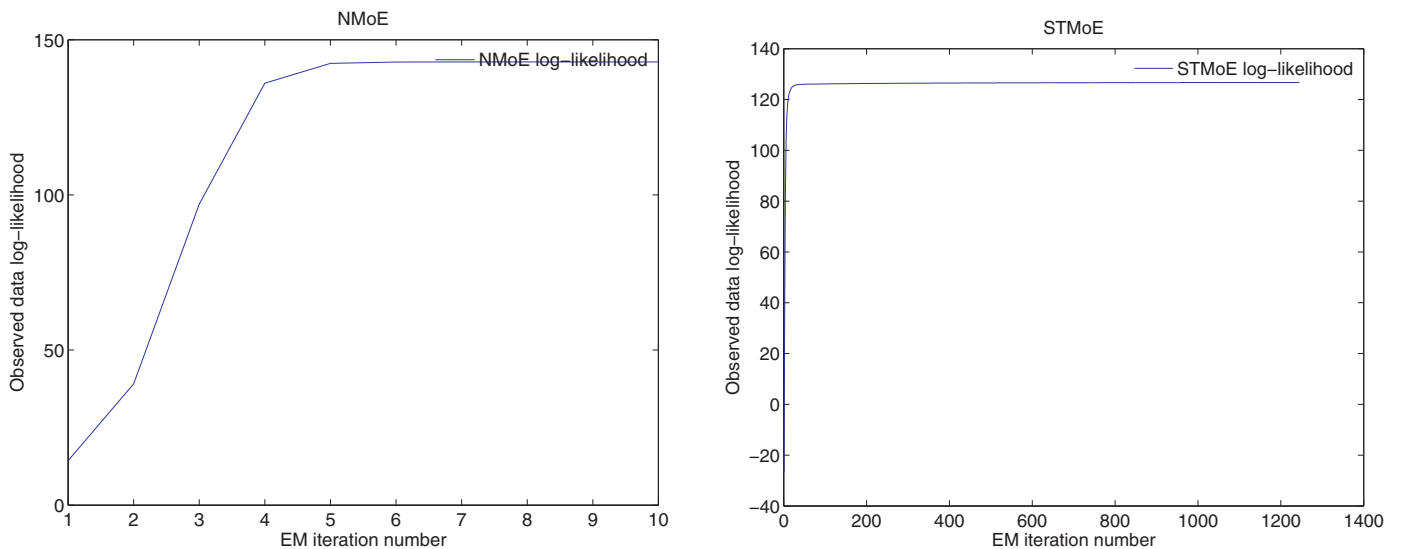 NMoE
150
100
50
0
NMoE log−likelihood
Observed data log−likelihood
1 2 3 4 5 6 7 8 9 10
EM iteration number
STMoE
140
120
100
80
60
40
20
0
−20
−40
STMoE log−likelihood
Observed data log−likelihood
0 200 400 600 800 1000 1200 1400
EM iteration number